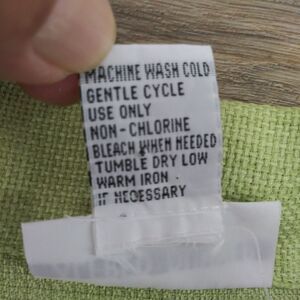 MACHINE WASH COLD
GENTLE CYCLE
USE ONLY
NON-CHLORINE
BLEACH WHEN NEEDED
TUMBLE DRY LOW
WARM IRON
IF NECESSARY